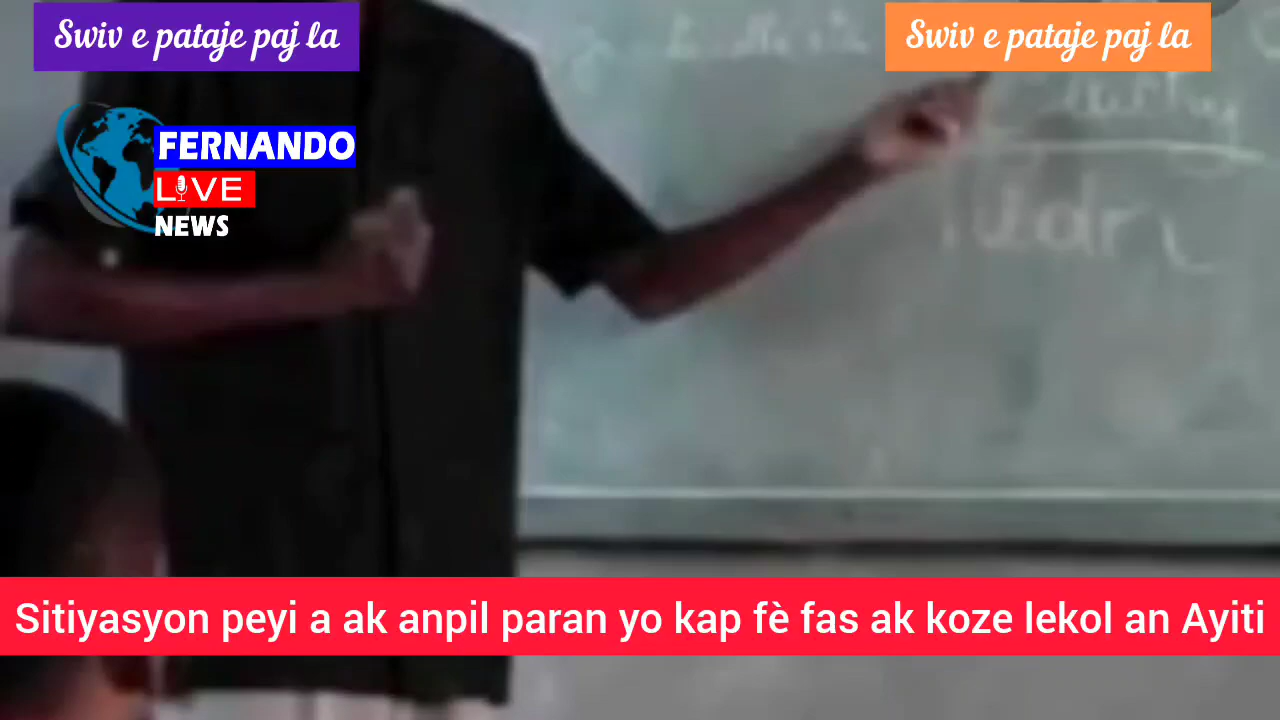 Swiv e pataje paj la
Swiv e pataje paj la
FERNANDO
LIVE
NEWS
Sitiyasyon peyi a ak anpil paran yo kap fè fas ak koze lekol an Ayiti